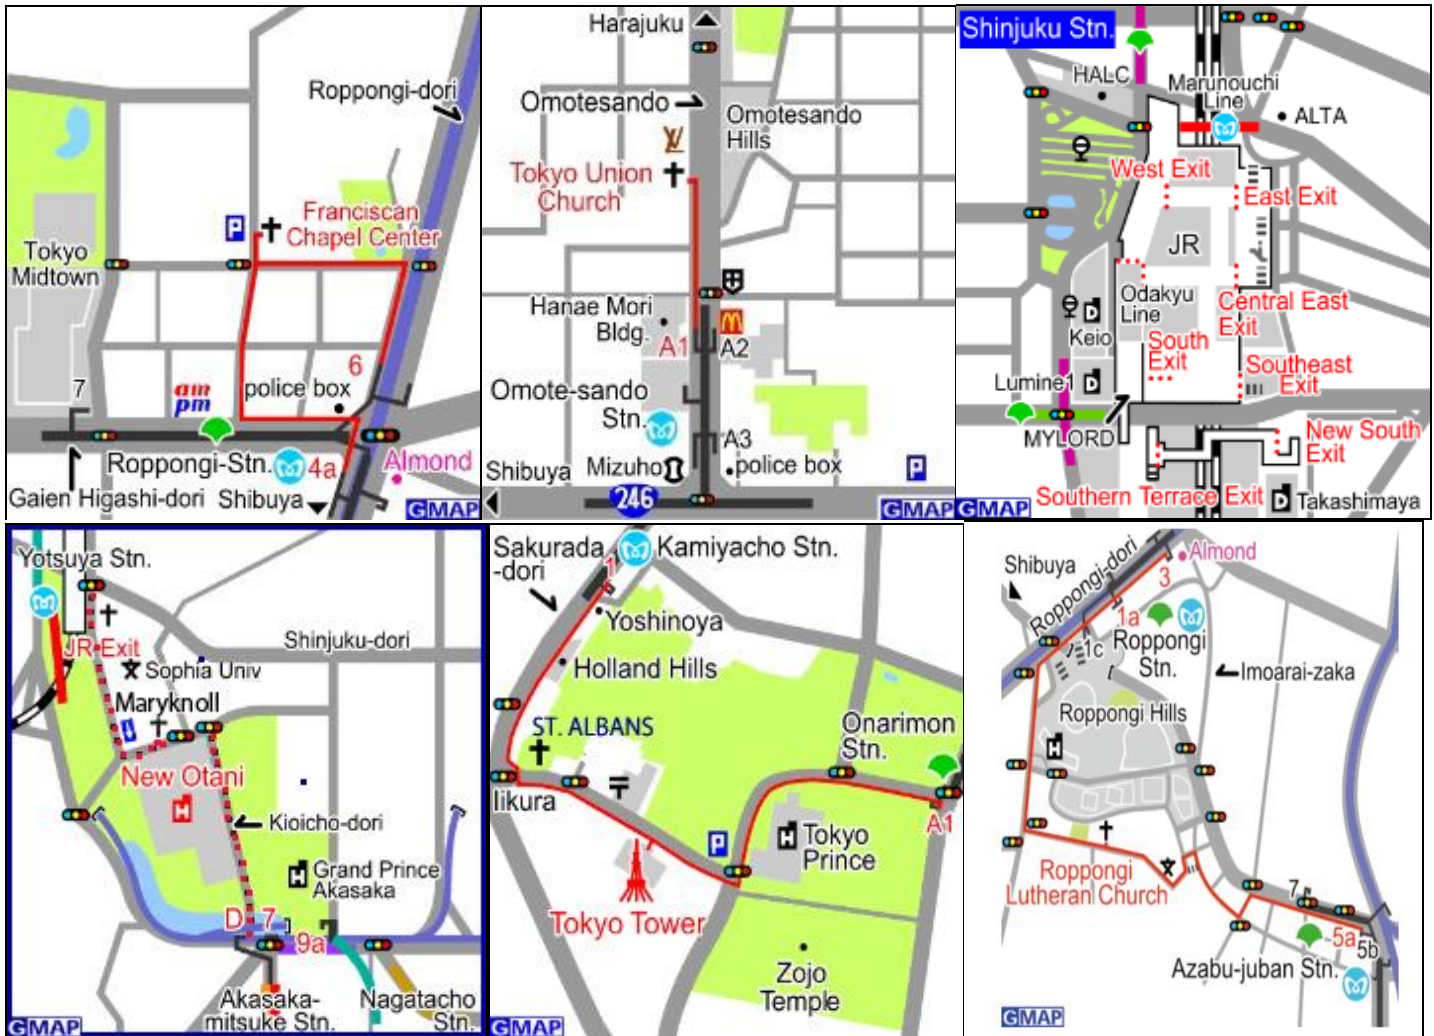 Roppongi-dori
Franciscan
Chapel Center
P
Tokyo
Midtown
6
7
am
pm
police box
Roppongi-Stn.
4a
Almond
Gaien Higashi-dori
Shibuya
GMAP
Harajuku
Omotesando
Omotesando
Hills
Tokyo Union
Church
Hanae Mori
Bldg.
A1
A2
Omote-sando
Stn.
A3
Shibuya
Mizuho
police box
P
246
GMAP
Shinjuku Stn.
HALC
Marunouchi
Line
ALTA
West Exit
East Exit
JR
Odakyu
Line
Central East
Exit
Keio
South
Exit
Southeast
Exit
Lumine1
MYLORD
New South
Exit
Southern Terrace Exit
Takashimaya
GMAP
Yotsuya Stn.
Shinjuku-dori
JR Exit
Sophia Univ
Maryknoll
New Otani
H
Kioicho-dori
H
Grand Prince
Akasaka
D
7
9a
Akasaka-
mitsuke Stn.
Nagatacho
Stn.
GMAP
Sakurada
-dori
Kamiyacho Stn.
1
Yoshinoya
Holland Hills
ST. ALBANS
Onarimon
Stn.
Iikura
A1
P
H
Tokyo
Prince
Tokyo Tower
Zojo
Temple
GMAP
Almond
Shibuya
Roppongi-dori
3
1a
1c
Roppongi
Stn.
Imoarai-zaka
Roppongi Hills
H
Roppongi
Lutheran Church
7
5a
5b
Azabu-juban Stn.
GMAP